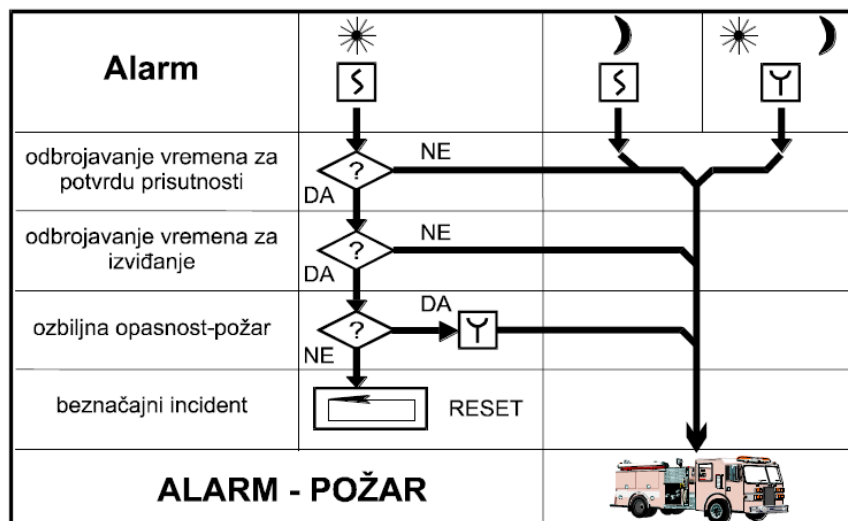 Alarm
odbrojavanje vremena za
potvrdu prisutnosti
?
NE
DA
odbrojavanje vremena za
izviđanje
?
NE
DA
ozbiljna opasnost-požar
?
DA
NE
beznačajni incident
RESET
ALARM - POŽAR